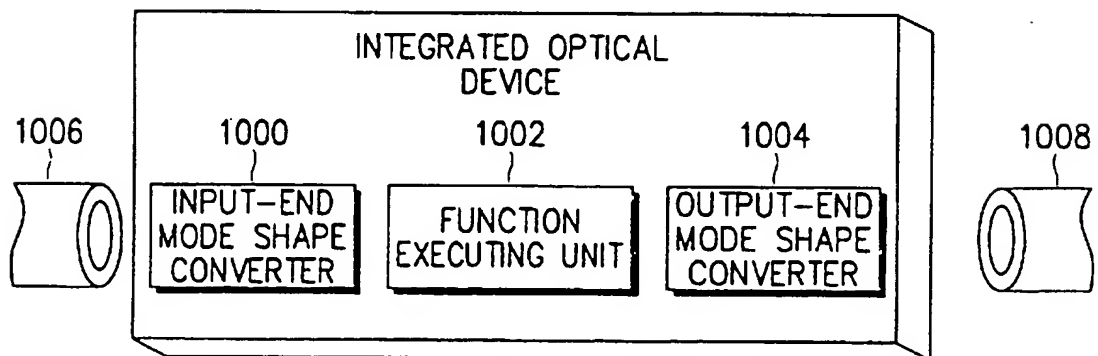 INTEGRATED OPTICAL
DEVICE
1006
1000
1002
1004
1008
INPUT-END
MODE SHAPE
CONVERTER
FUNCTION
EXECUTING UNIT
OUTPUT-END
MODE SHAPE
CONVERTER